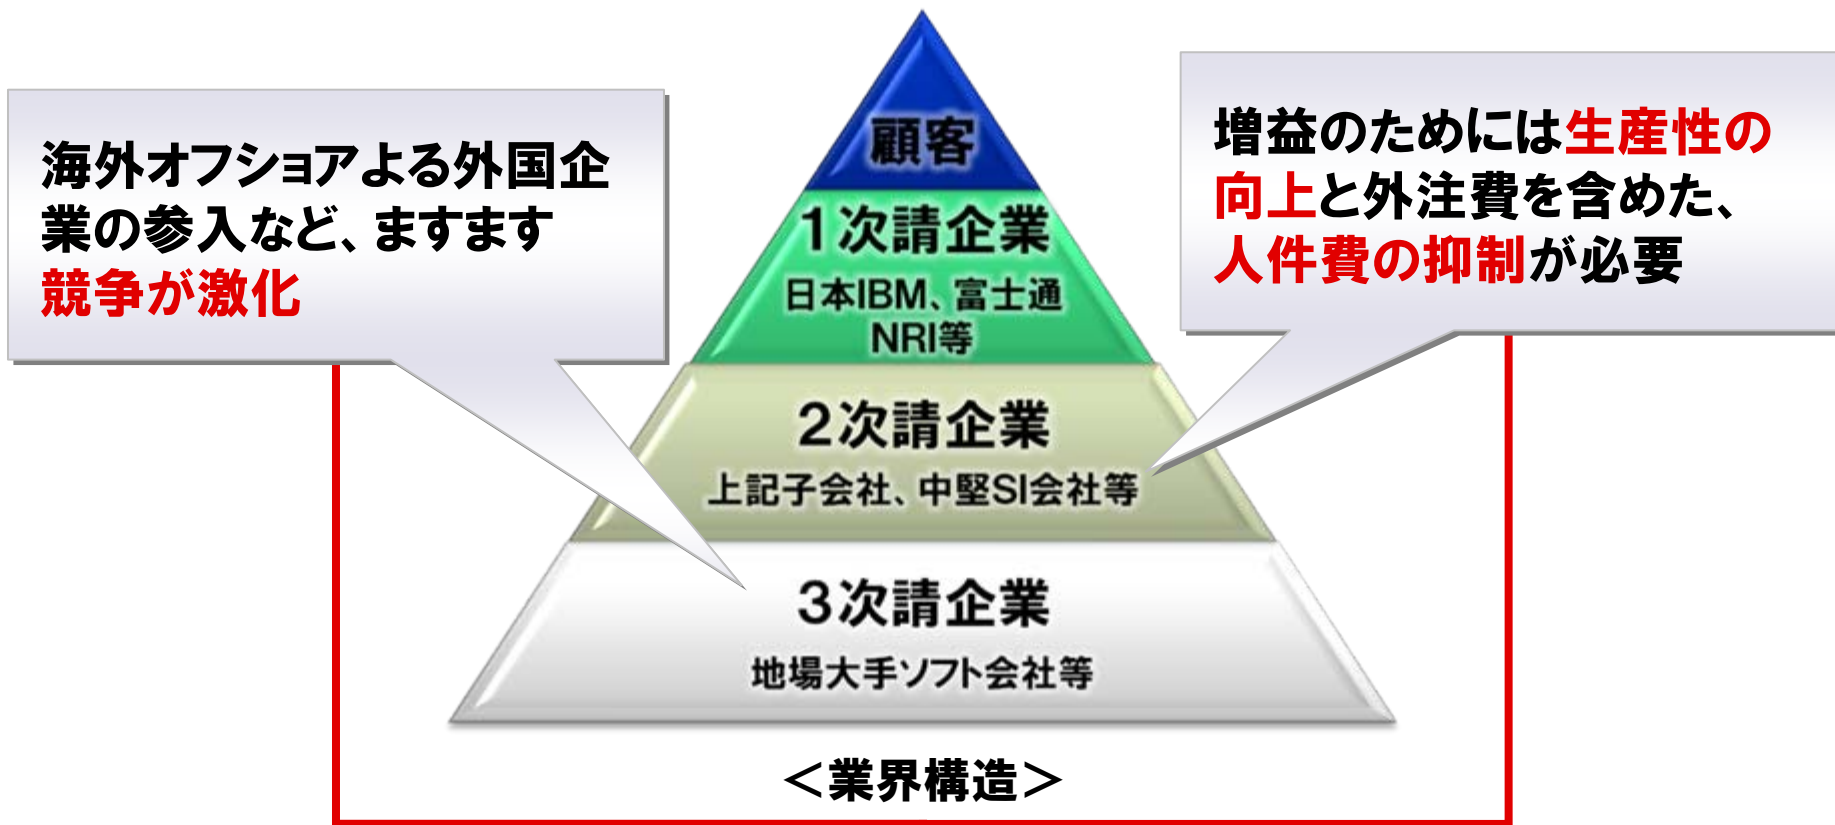 海外オフショアよる外国企
業の参入など、ますます
競争が激化
増益のためには生産性の
向上と外注費を含めた、
人件費の抑制が必要
顧客
１次請企業
日本IBM、富士通
NRI等
２次請企業
上記子会社、中堅SI会社等
３次請企業
地場大手ソフト会社等
＜業界構造＞